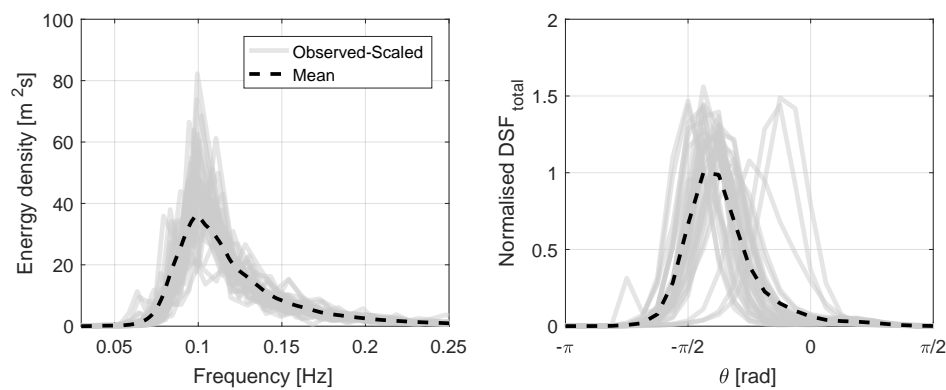 Enerrgy density [m ²s]
100
80
60
40
20
0
0.05 0.1 0.15 0.2 0.25
Frequency [Hz]
Observed-Scaled
Mean
Normalised DSF total
2
1.5
1
0.5
0
-π -π/2 0 π/2
θ [rad]